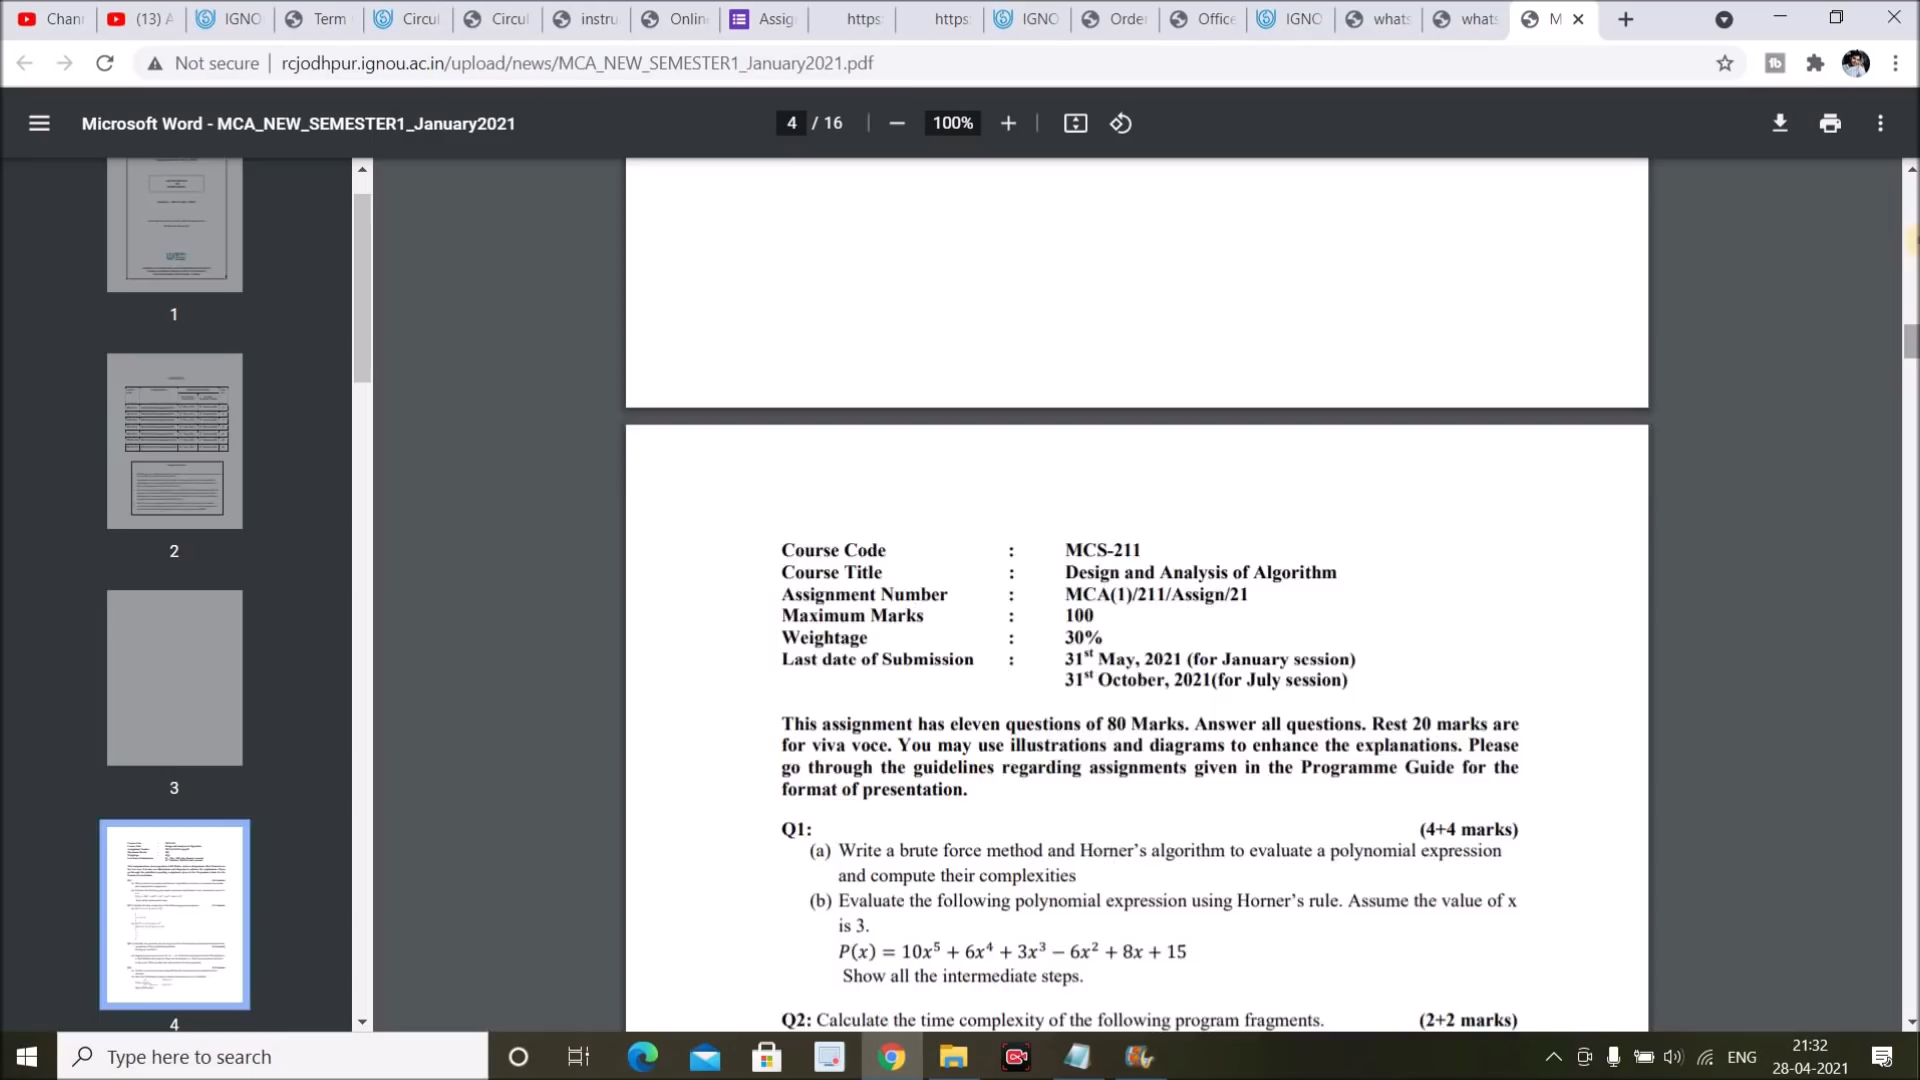 Chan
(13) A
IGNO
Term
Circul
Circul
instru
Onlin
Assig
https:
https:
IGNO
Order
Office
IGNO
whats
whats
M
Not secure
rcjodhpur.ignou.ac.in/upload/news/MCA_NEW_SEMESTER1_January2021.pdf
Microsoft Word - MCA_NEW_SEMESTER1_January2021
4 / 16
100%
1
2
3
4
Course Code : MCS-211
Course Title : Design and Analysis of Algorithm
Assignment Number : MCA(1)/211/Assign/21
Maximum Marks : 100
Weightage : 30%
Last date of Submission : 31st May, 2021 (for January session)
31st October, 2021(for July session)
This assignment has eleven questions of 80 Marks. Answer all questions. Rest 20 marks are
for viva voce. You may use illustrations and diagrams to enhance the explanations. Please
go through the guidelines regarding assignments given in the Programme Guide for the
format of presentation.
Q1: (4+4 marks)
(a) Write a brute force method and Horner's algorithm to evaluate a polynomial expression
and compute their complexities
(b) Evaluate the following polynomial expression using Horner's rule. Assume the value of x
is 3.
P(x) = 10x⁵ + 6x⁴ + 3x³ − 6x² + 8x + 15
Show all the intermediate steps.
Q2: Calculate the time complexity of the following program fragments. (2+2 marks)
Type here to search
ENG
21:32
28-04-2021